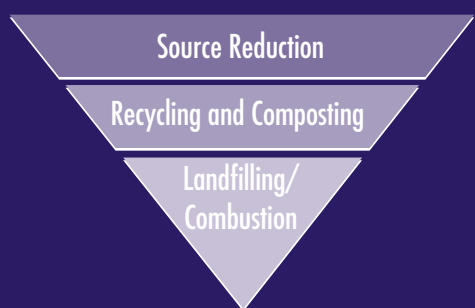 Source Reduction
Recycling and Composting
Landfilling/
Combustion